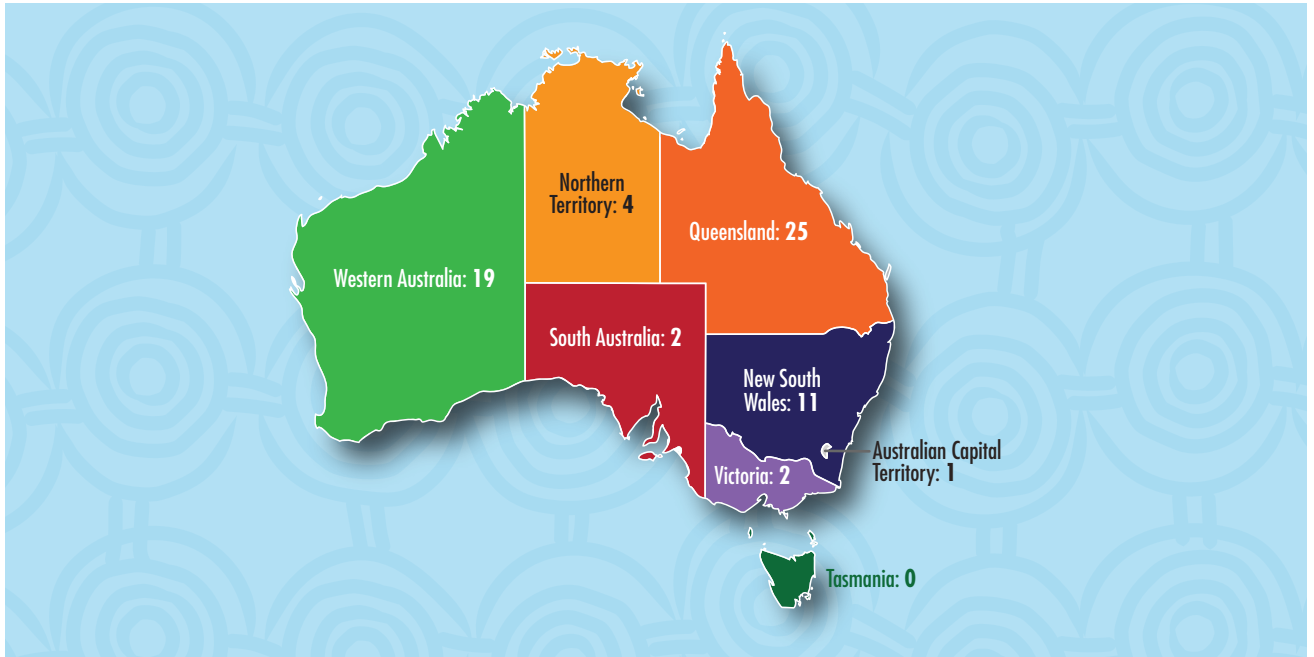 Northern
Territory: 4
Queensland: 25
Western Australia: 19
South Australia: 2
New South
Wales: 11
Australian Capital
Territory: 1
Victoria: 2
Tasmania: 0